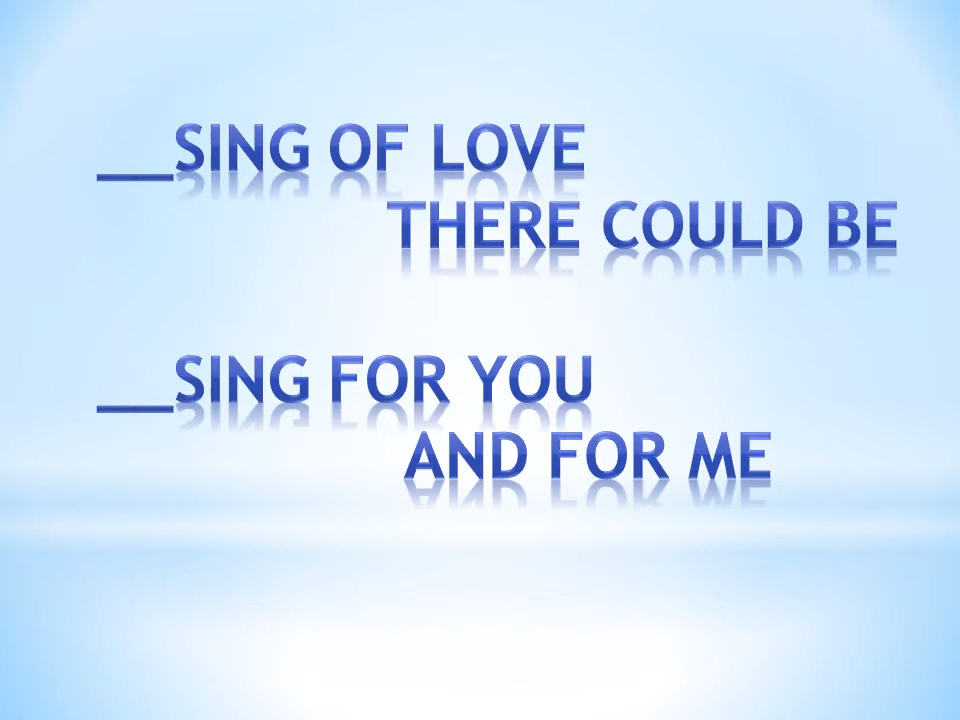 __SING OF LOVE
THERE COULD BE
__SING FOR YOU
AND FOR ME